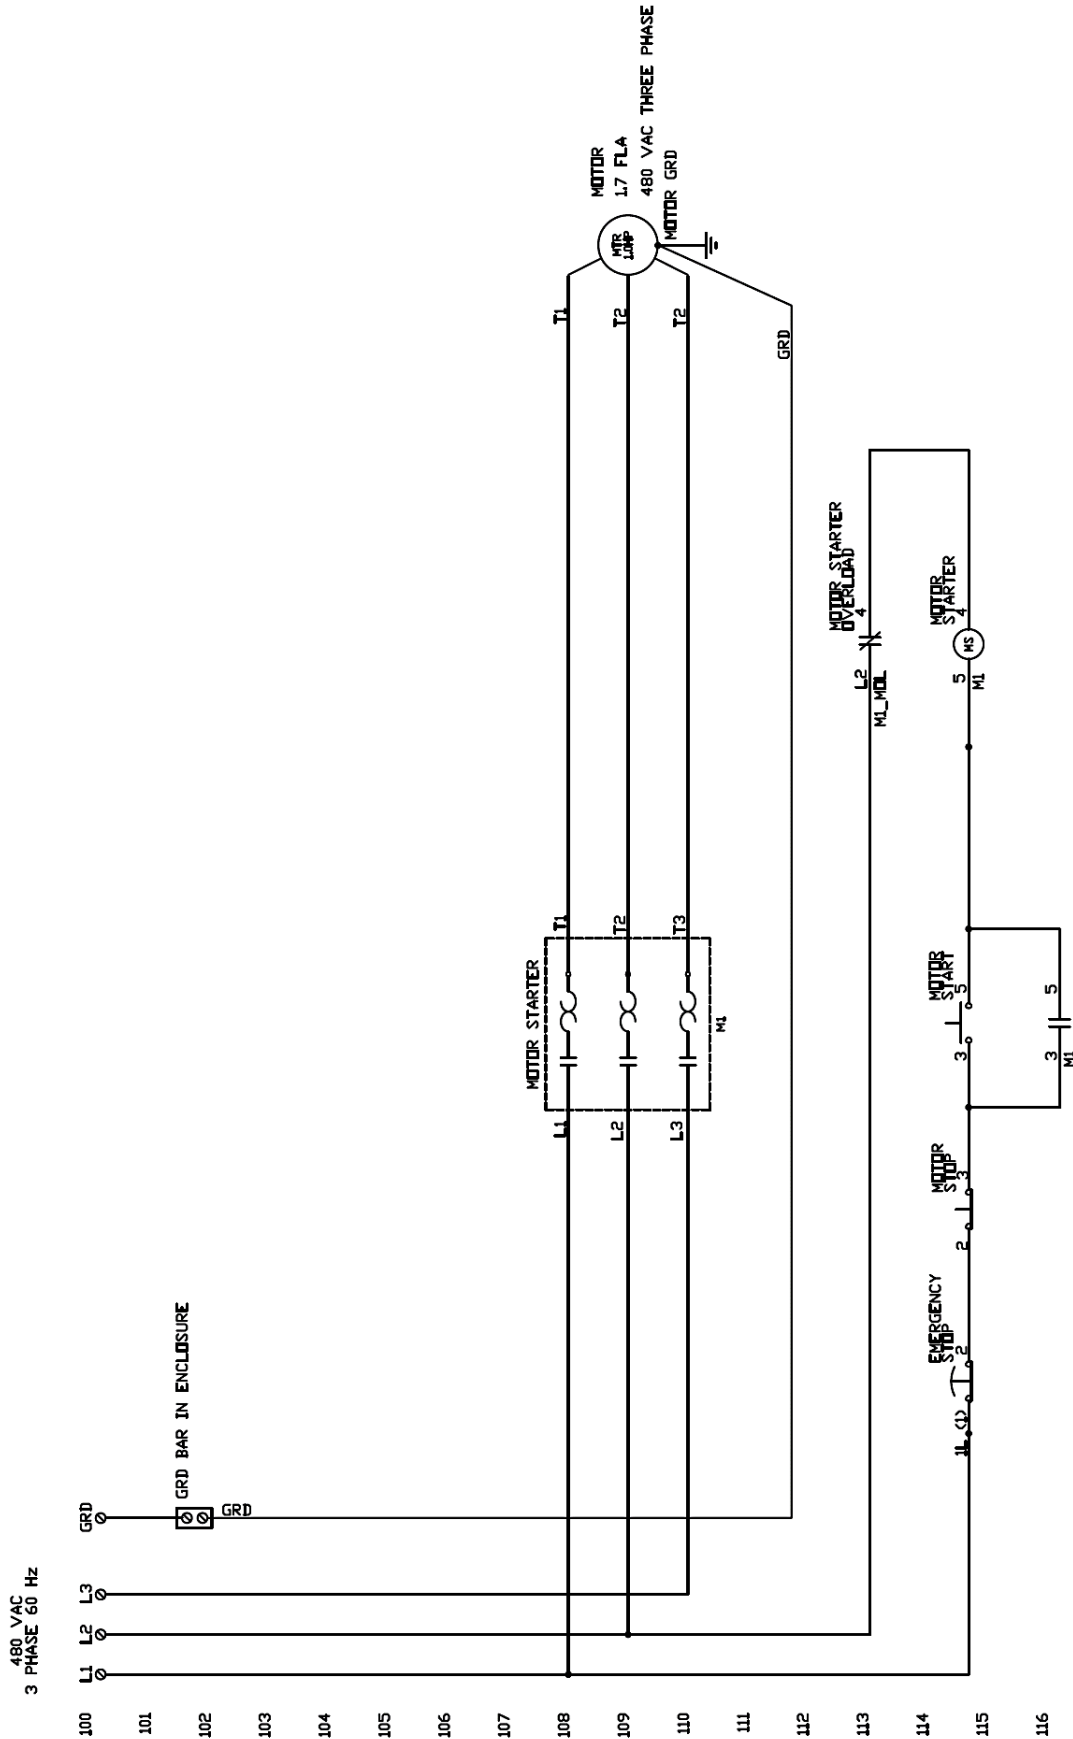 480 VAC
3 PHASE 60 Hz
L1
L2
L3
GRD
100
101
GRD BAR IN ENCLOSURE
102
GRD
103
104
105
106
107
MOTOR STARTER
MOTOR
1.7 FLA
480 VAC THREE PHASE
108
L1
T1
T1
109
L2
T2
T2
MTR
1.0HP
110
L3
T3
T2
MOTOR GRD
M1
111
112
GRD
MOTOR STARTER
OVERLOAD
113
L2
4
M1_MOL
114
EMERGENCY
STOP
MOTOR
STOP
MOTOR
START
MOTOR
STARTER
115
1L (1)
2
2
3
3
5
5
MS
4
M1
116
3
5
M1